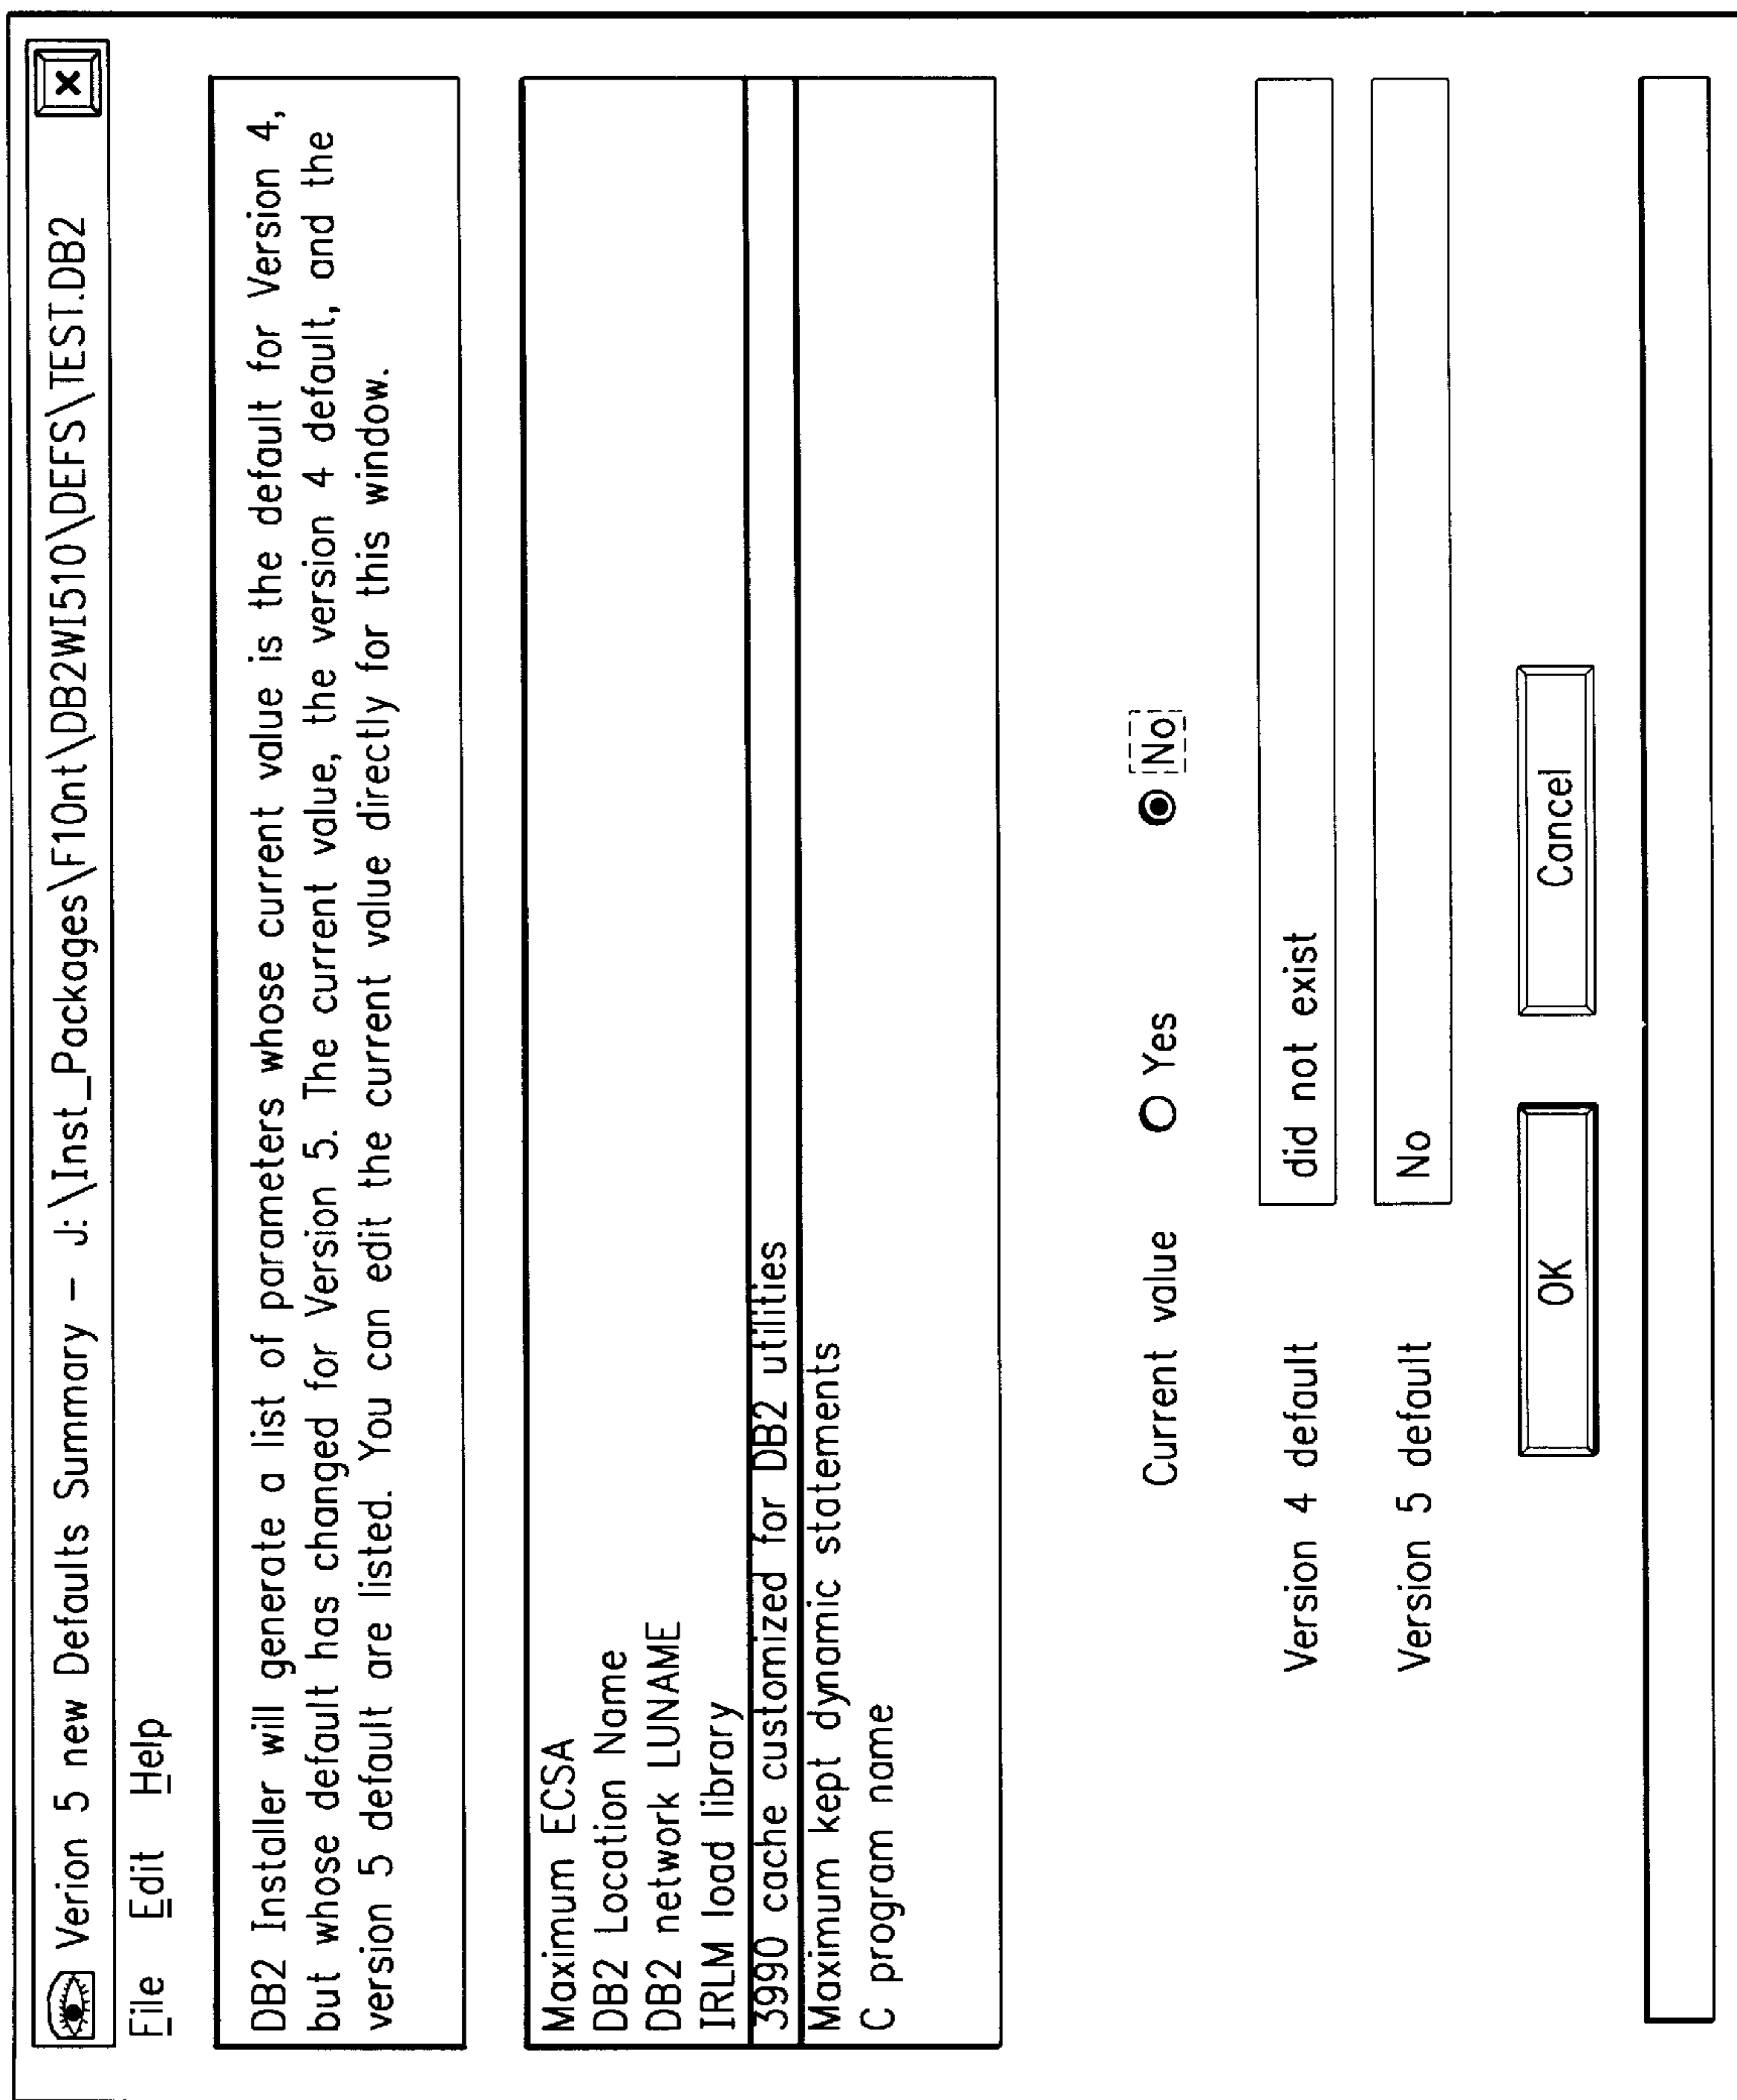 Verion 5 new Defaults Summary – J:\Inst_Packages\F10nt\DB2WI510\DEFS\TEST.DB2
File Edit Help
DB2 Installer will generate a list of parameters whose current value is the default for Version 4,
but whose default has changed for Version 5. The current value, the version 4 default, and the
version 5 default are listed. You can edit the current value directly for this window.
Maximum ECSA
DB2 Location Name
DB2 network LUNAME
IRLM load library
3990 cache customized for DB2 utilities
Maximum kept dynamic statements
C program name
Current value Yes No
Version 4 default did not exist
Version 5 default No
OK Cancel